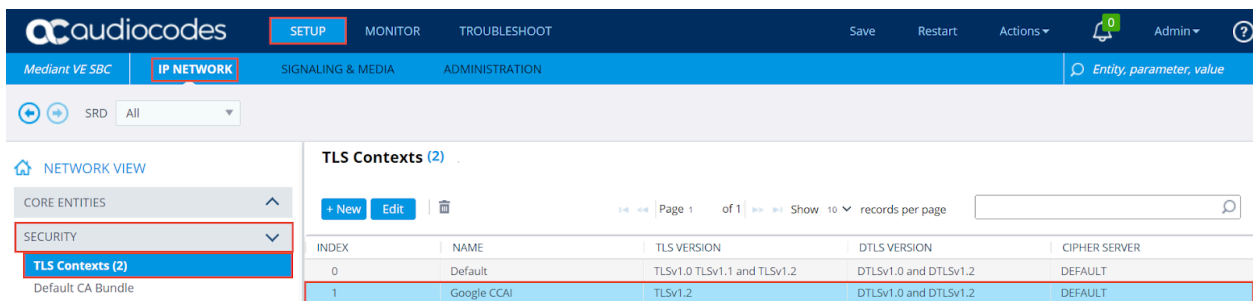 audiocodes SETUP MONITOR TROUBLESHOOT Save Restart Actions 0 Admin ?
Mediant VE SBC IP NETWORK SIGNALING & MEDIA ADMINISTRATION Entity, parameter, value
SRD All
NETWORK VIEW
CORE ENTITIES
SECURITY
TLS Contexts (2)
Default CA Bundle
TLS Contexts (2)
+ New Edit Page 1 of 1 Show 10 records per page
INDEX NAME TLS VERSION DTLS VERSION CIPHER SERVER
0 Default TLSv1.0 TLSv1.1 and TLSv1.2 DTLSv1.0 and DTLSv1.2 DEFAULT
1 Google CCAI TLSv1.2 DTLSv1.0 and DTLSv1.2 DEFAULT